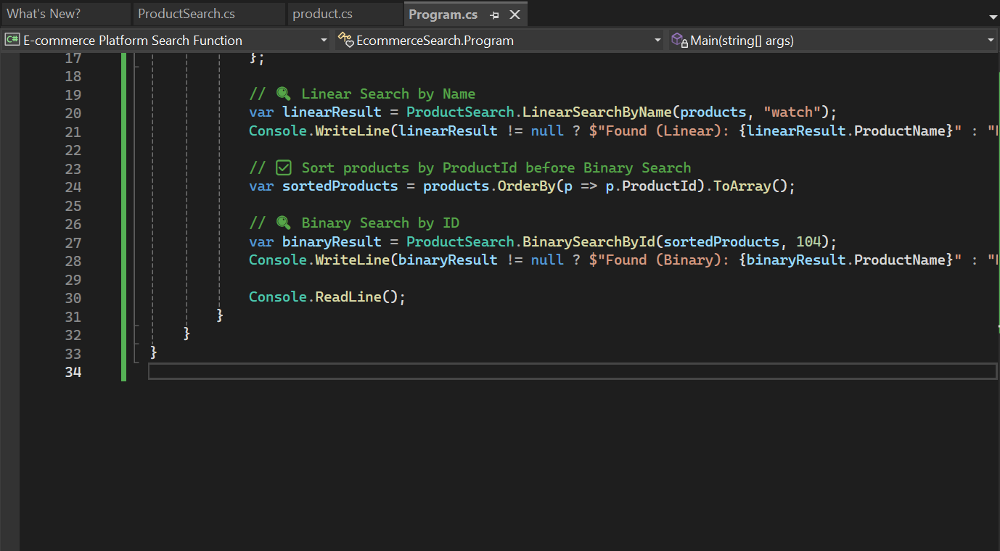 What's New?
ProductSearch.cs
product.cs
Program.cs
C# E-commerce Platform Search Function
EcommerceSearch.Program
Main(string[] args)
17 };
18
19 // 🔍 Linear Search by Name
20 var linearResult = ProductSearch.LinearSearchByName(products, "watch");
21 Console.WriteLine(linearResult != null ? $"Found (Linear): {linearResult.ProductName}" : "
22
23 // ✅ Sort products by ProductId before Binary Search
24 var sortedProducts = products.OrderBy(p => p.ProductId).ToArray();
25
26 // 🔍 Binary Search by ID
27 var binaryResult = ProductSearch.BinarySearchById(sortedProducts, 104);
28 Console.WriteLine(binaryResult != null ? $"Found (Binary): {binaryResult.ProductName}" : "
29
30 Console.ReadLine();
31 }
32 }
33 }
34